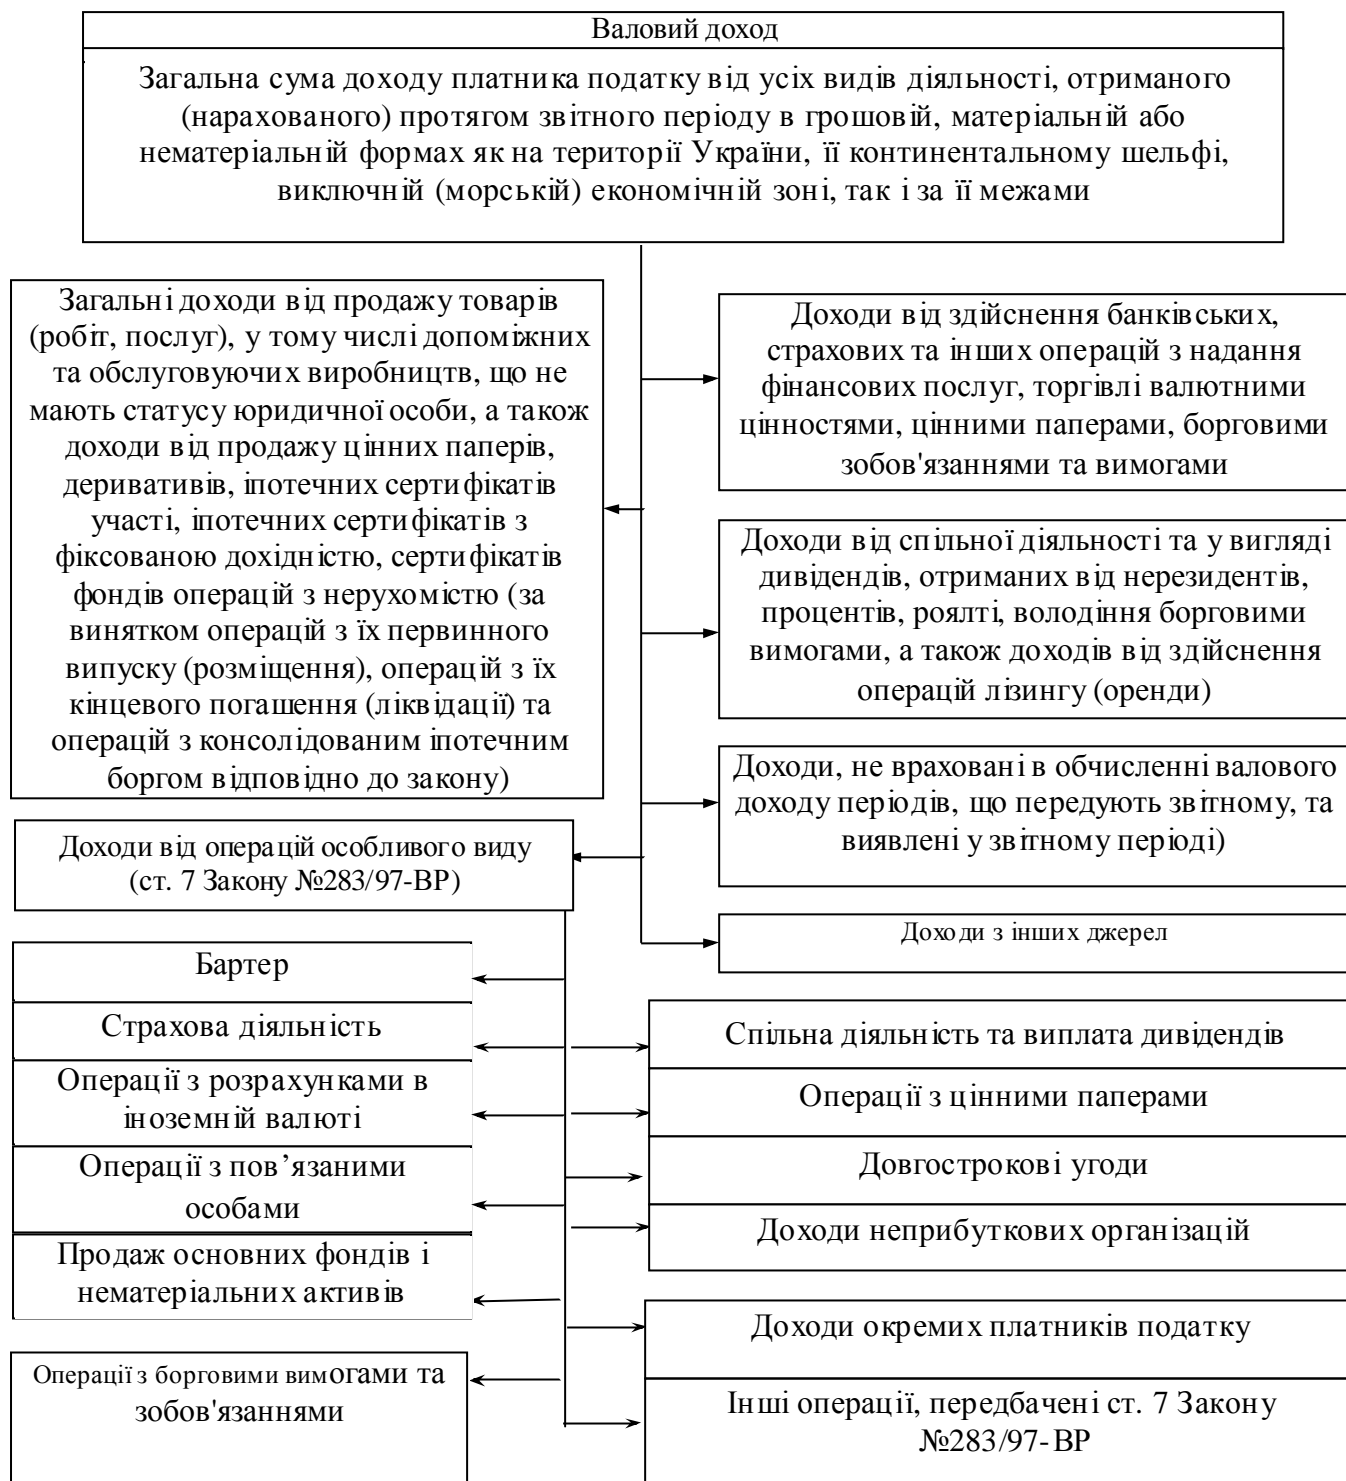 Валовий доход
Загальна сума доходу платника податку від усіх видів діяльності, отриманого
(нарахованого) протягом звітного періоду в грошовій, матеріальній або
нематеріальній формах як на території України, її континентальному шельфі,
виключній (морській) економічній зоні, так і за її межами
Загальні доходи від продажу товарів
(робіт, послуг), у тому числі допоміжних
та обслуговуючих виробництв, що не
мають статусу юридичної особи, а також
доходи від продажу цінних паперів,
деривативів, іпотечних сертифікатів
участі, іпотечних сертифікатів з
фіксованою дохідністю, сертифікатів
фондів операцій з нерухомістю (за
винятком операцій з їх первинного
випуску (розміщення), операцій з їх
кінцевого погашення (ліквідації) та
операцій з консолідованим іпотечним
боргом відповідно до закону)
Доходи від здійснення банківських,
страхових та інших операцій з надання
фінансових послуг, торгівлі валютними
цінностями, цінними паперами, борговими
зобов'язаннями та вимогами
Доходи від спільної діяльності та у вигляді
дивідендів, отриманих від нерезидентів,
процентів, роялті, володіння борговими
вимогами, а також доходів від здійснення
операцій лізингу (оренди)
Доходи, не враховані в обчисленні валового
доходу періодів, що передують звітному, та
виявлені у звітному періоді)
Доходи від операцій особливого виду
(ст. 7 Закону №283/97-ВР)
Доходи з інших джерел
Бартер
Страхова діяльність
Операції з розрахунками в
іноземній валюті
Операції з пов’язаними
особами
Продаж основних фондів і
нематеріальних активів
Операції з борговими вимогами та
зобов'язаннями
Спільна діяльність та виплата дивідендів
Операції з цінними паперами
Довгострокові угоди
Доходи неприбуткових організацій
Доходи окремих платників податку
Інші операції, передбачені ст. 7 Закону
№283/97-ВР